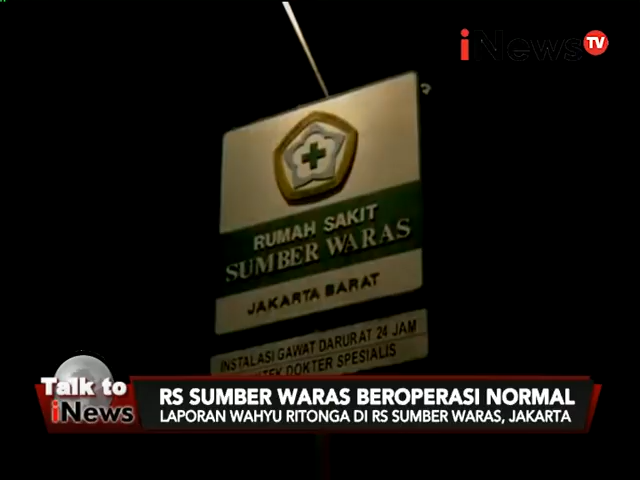 iNews TV
RUMAH SAKIT
SUMBER WARAS
JAKARTA BARAT
INSTALASI GAWAT DARURAT 24 JAM
DOKTER SPESIALIS
Talk to
iNews
RS SUMBER WARAS BEROPERASI NORMAL
LAPORAN WAHYU RITONGA DI RS SUMBER WARAS, JAKARTA